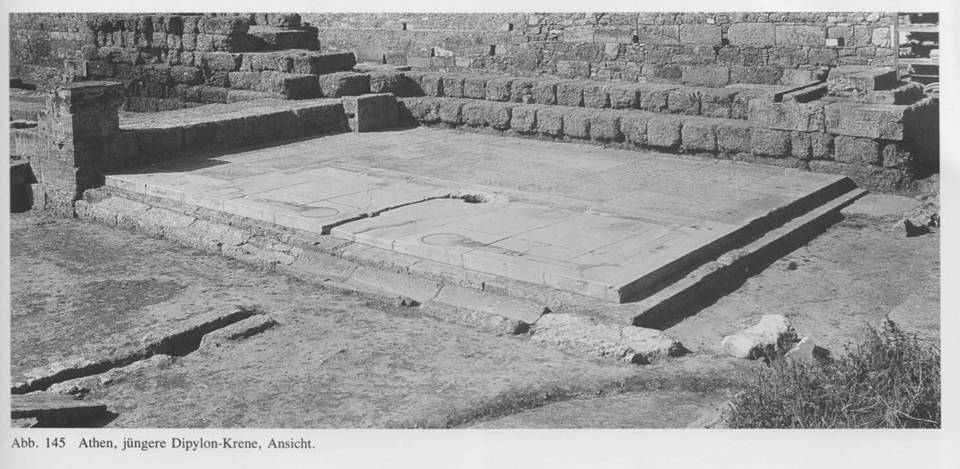 Abb. 145 Athen, jüngere Dipylon-Krene, Ansicht.